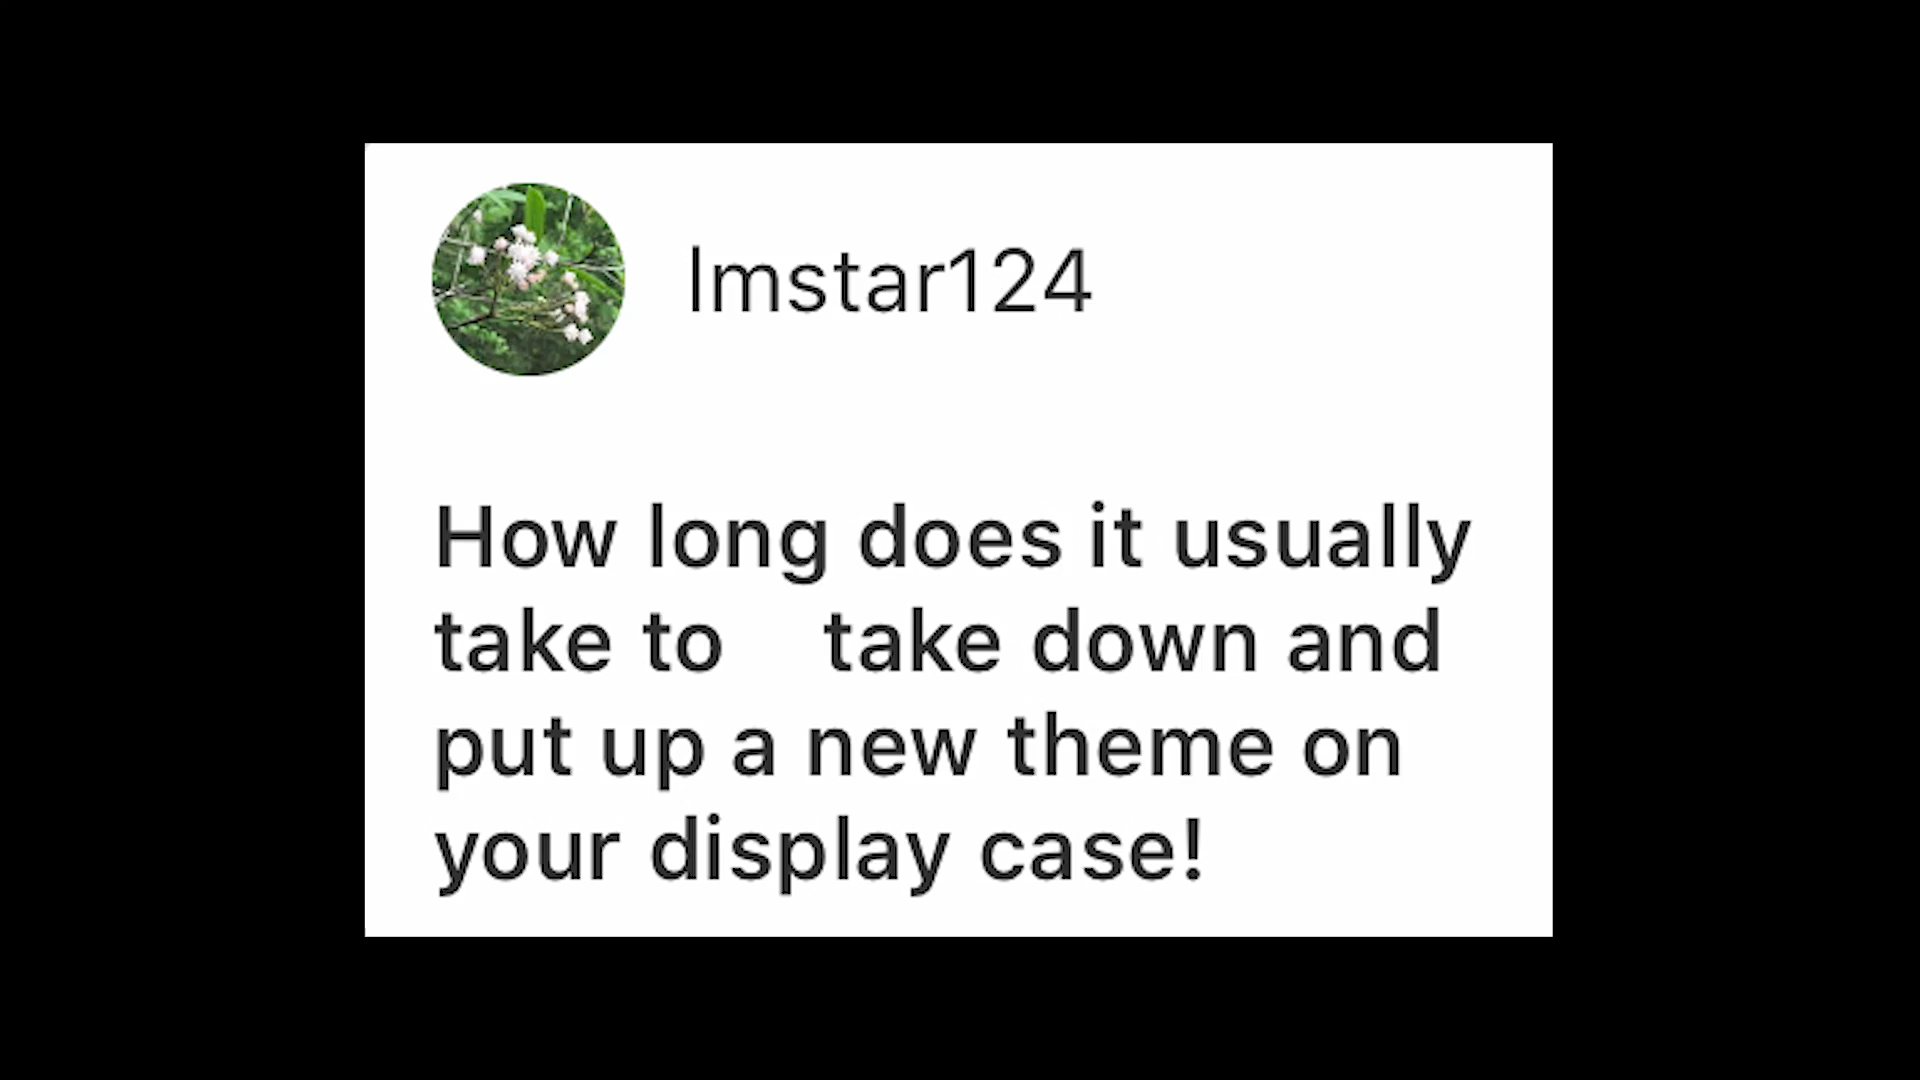 lmstar124
How long does it usually
take to    take down and
put up a new theme on
your display case!